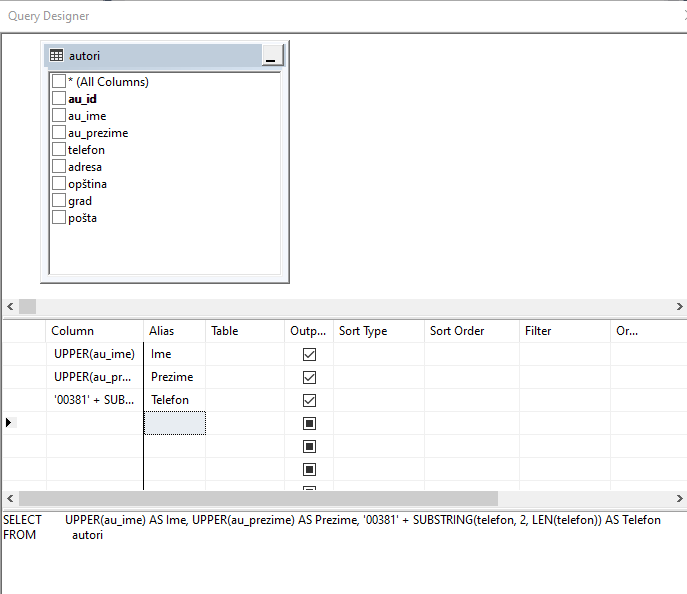 Query Designer
autori
* (All Columns)
au_id
au_ime
au_prezime
telefon
adresa
opština
grad
pošta
Column Alias Table Outp... Sort Type Sort Order Filter Or...
UPPER(au_ime) Ime
UPPER(au_pr... Prezime
'00381' + SUB... Telefon
SELECT UPPER(au_ime) AS Ime, UPPER(au_prezime) AS Prezime, '00381' + SUBSTRING(telefon, 2, LEN(telefon)) AS Telefon
FROM autori